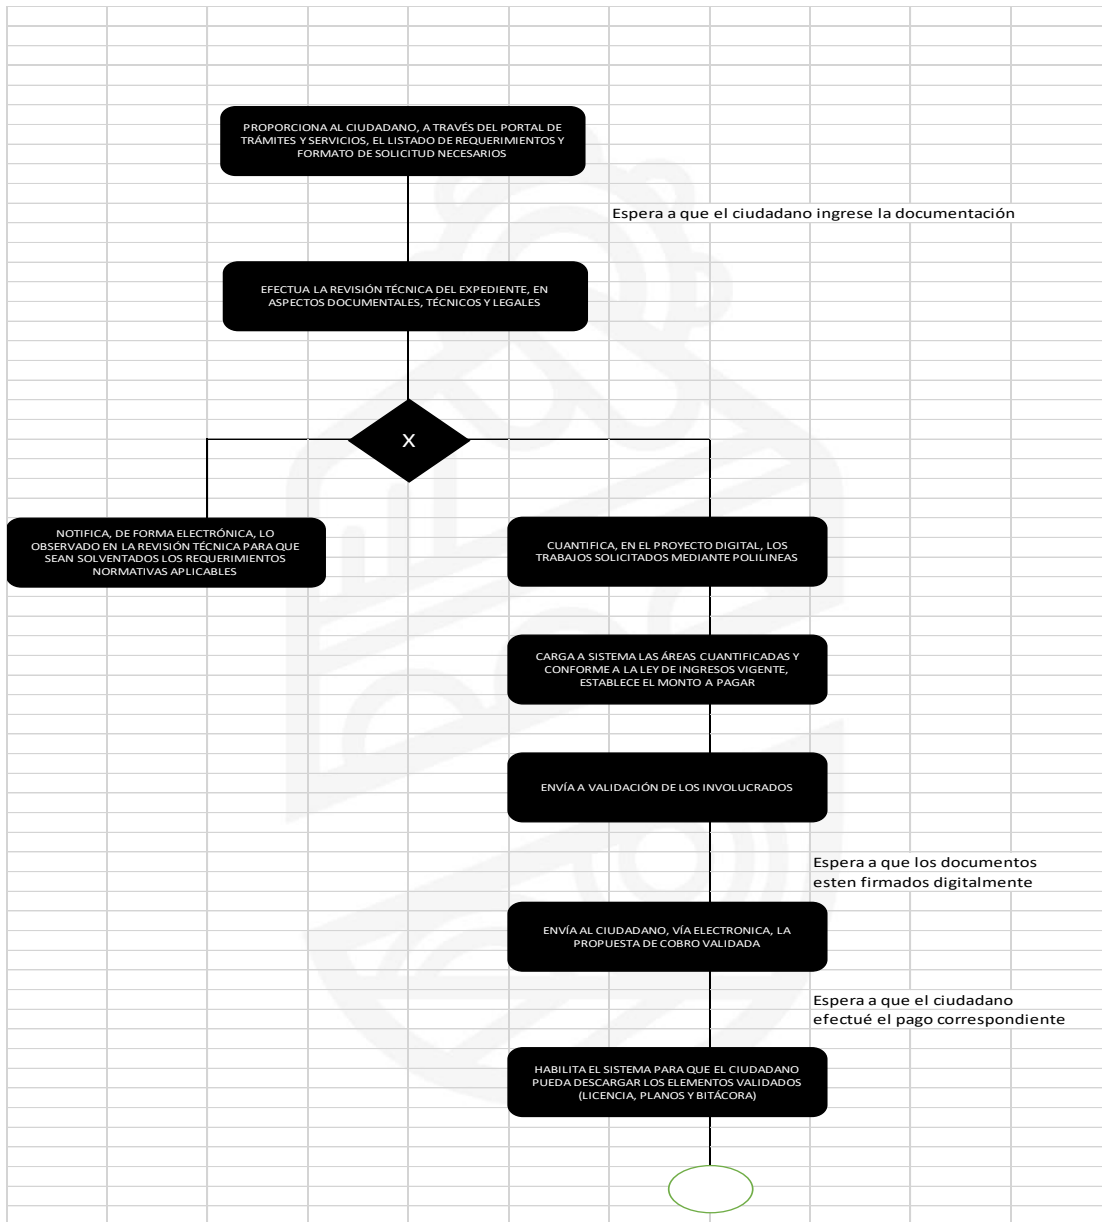 PROPORCIONA AL CIUDADANO, A TRAVÉS DEL PORTAL DE
TRÁMITES Y SERVICIOS, EL LISTADO DE REQUERIMIENTOS Y
FORMATO DE SOLICITUD NECESARIOS
Espera a que el ciudadano ingrese la documentación
EFECTUA LA REVISIÓN TÉCNICA DEL EXPEDIENTE, EN
ASPECTOS DOCUMENTALES, TÉCNICOS Y LEGALES
X
NOTIFICA, DE FORMA ELECTRÓNICA, LO
OBSERVADO EN LA REVISIÓN TÉCNICA PARA QUE
SEAN SOLVENTADOS LOS REQUERIMIENTOS
NORMATIVAS APLICABLES
CUANTIFICA, EN EL PROYECTO DIGITAL, LOS
TRABAJOS SOLICITADOS MEDIANTE POLILINEAS
CARGA A SISTEMA LAS ÁREAS CUANTIFICADAS Y
CONFORME A LA LEY DE INGRESOS VIGENTE,
ESTABLECE EL MONTO A PAGAR
ENVÍA A VALIDACIÓN DE LOS INVOLUCRADOS
Espera a que los documentos
esten firmados digitalmente
ENVÍA AL CIUDADANO, VÍA ELECTRONICA, LA
PROPUESTA DE COBRO VALIDADA
Espera a que el ciudadano
efectué el pago correspondiente
HABILITA EL SISTEMA PARA QUE EL CIUDADANO
PUEDA DESCARGAR LOS ELEMENTOS VALIDADOS
(LICENCIA, PLANOS Y BITÁCORA)